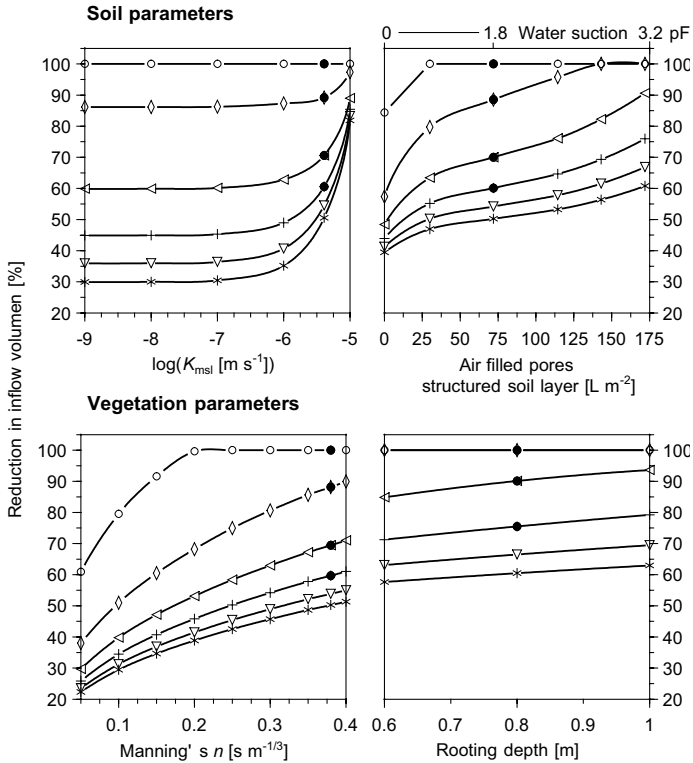 Soil parameters
0 1.8 Water suction 3.2 pF
100 100
90 90
80 80
70 70
60 60
50 50
40 40
30 30
20 20
-9 -8 -7 -6 -5 0 25 50 75 100 125 150 175
log(Kmsl [m s-1]) Air filled pores
structured soil layer [L m-2]
Reduction in inflow volumen [%]
Vegetation parameters
100 100
90 90
80 80
70 70
60 60
50 50
40 40
30 30
20 20
0.1 0.2 0.3 0.4 0.6 0.7 0.8 0.9 1
Manning' s n [s m-1/3] Rooting depth [m]